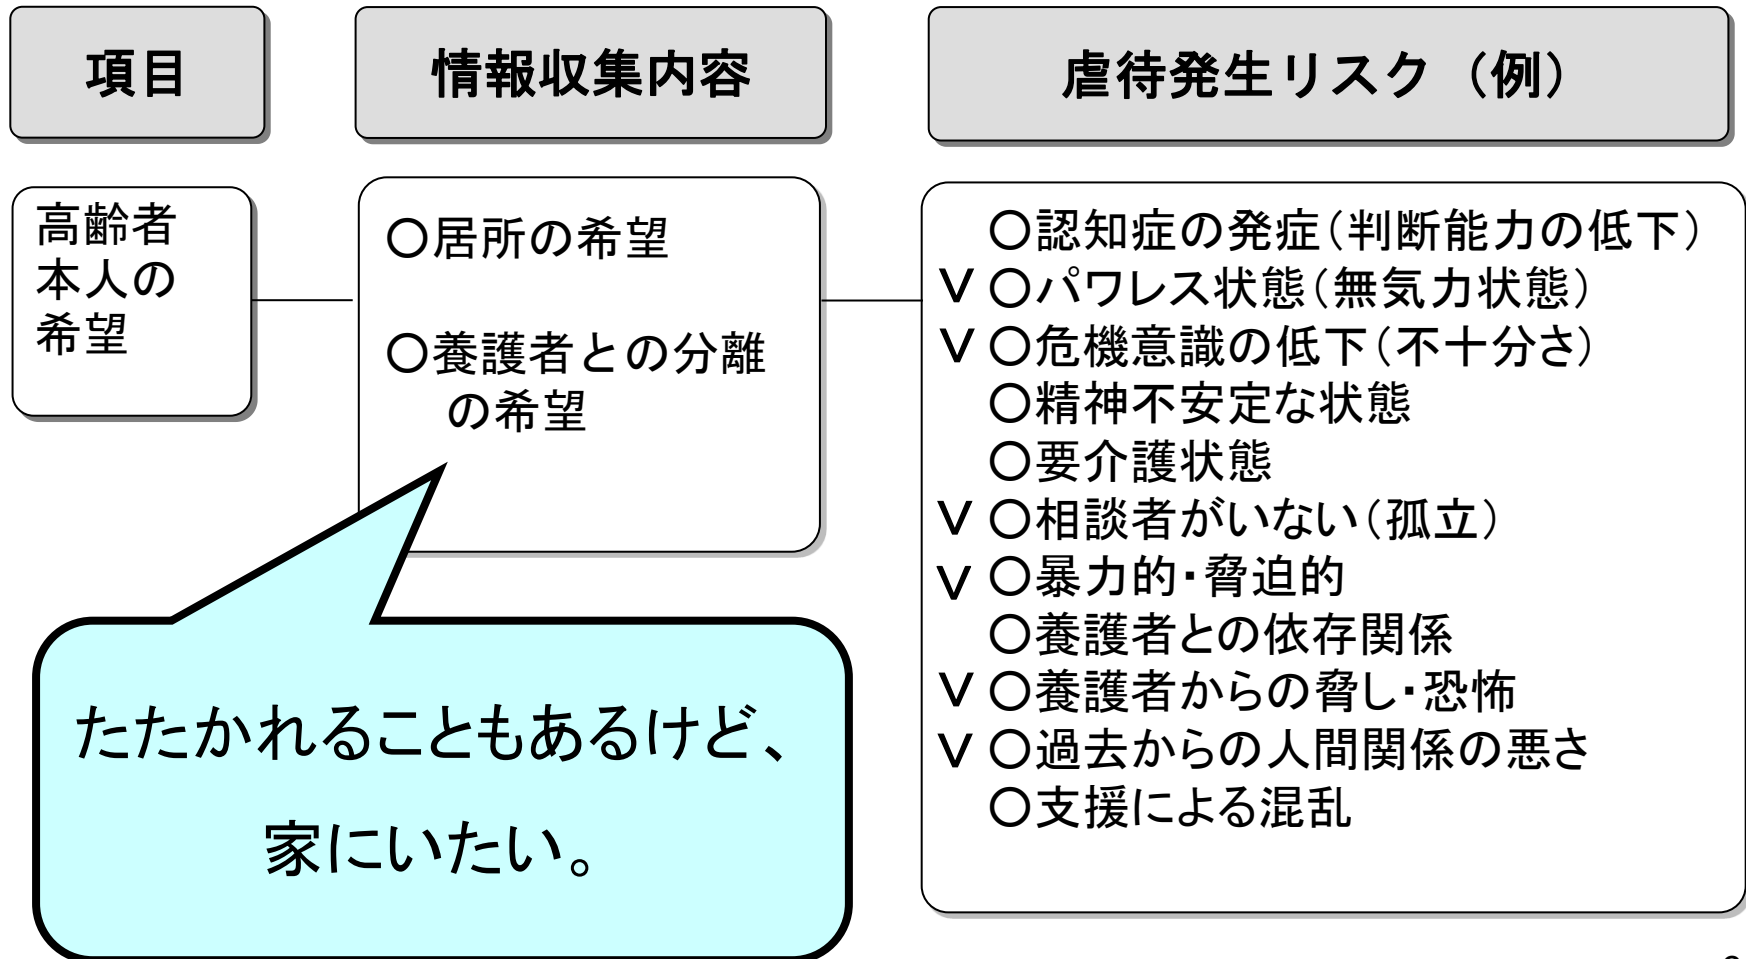 項目
情報収集内容
虐待発生リスク（例）
高齢者
本人の
希望
○居所の希望
○養護者との分離
の希望
たたかれることもあるけど、
家にいたい。
○認知症の発症（判断能力の低下）
∨ ○パワレス状態（無気力状態）
∨ ○危機意識の低下（不十分さ）
○精神不安定な状態
○要介護状態
∨ ○相談者がいない（孤立）
∨ ○暴力的・脅迫的
○養護者との依存関係
∨ ○養護者からの脅し・恐怖
∨ ○過去からの人間関係の悪さ
○支援による混乱